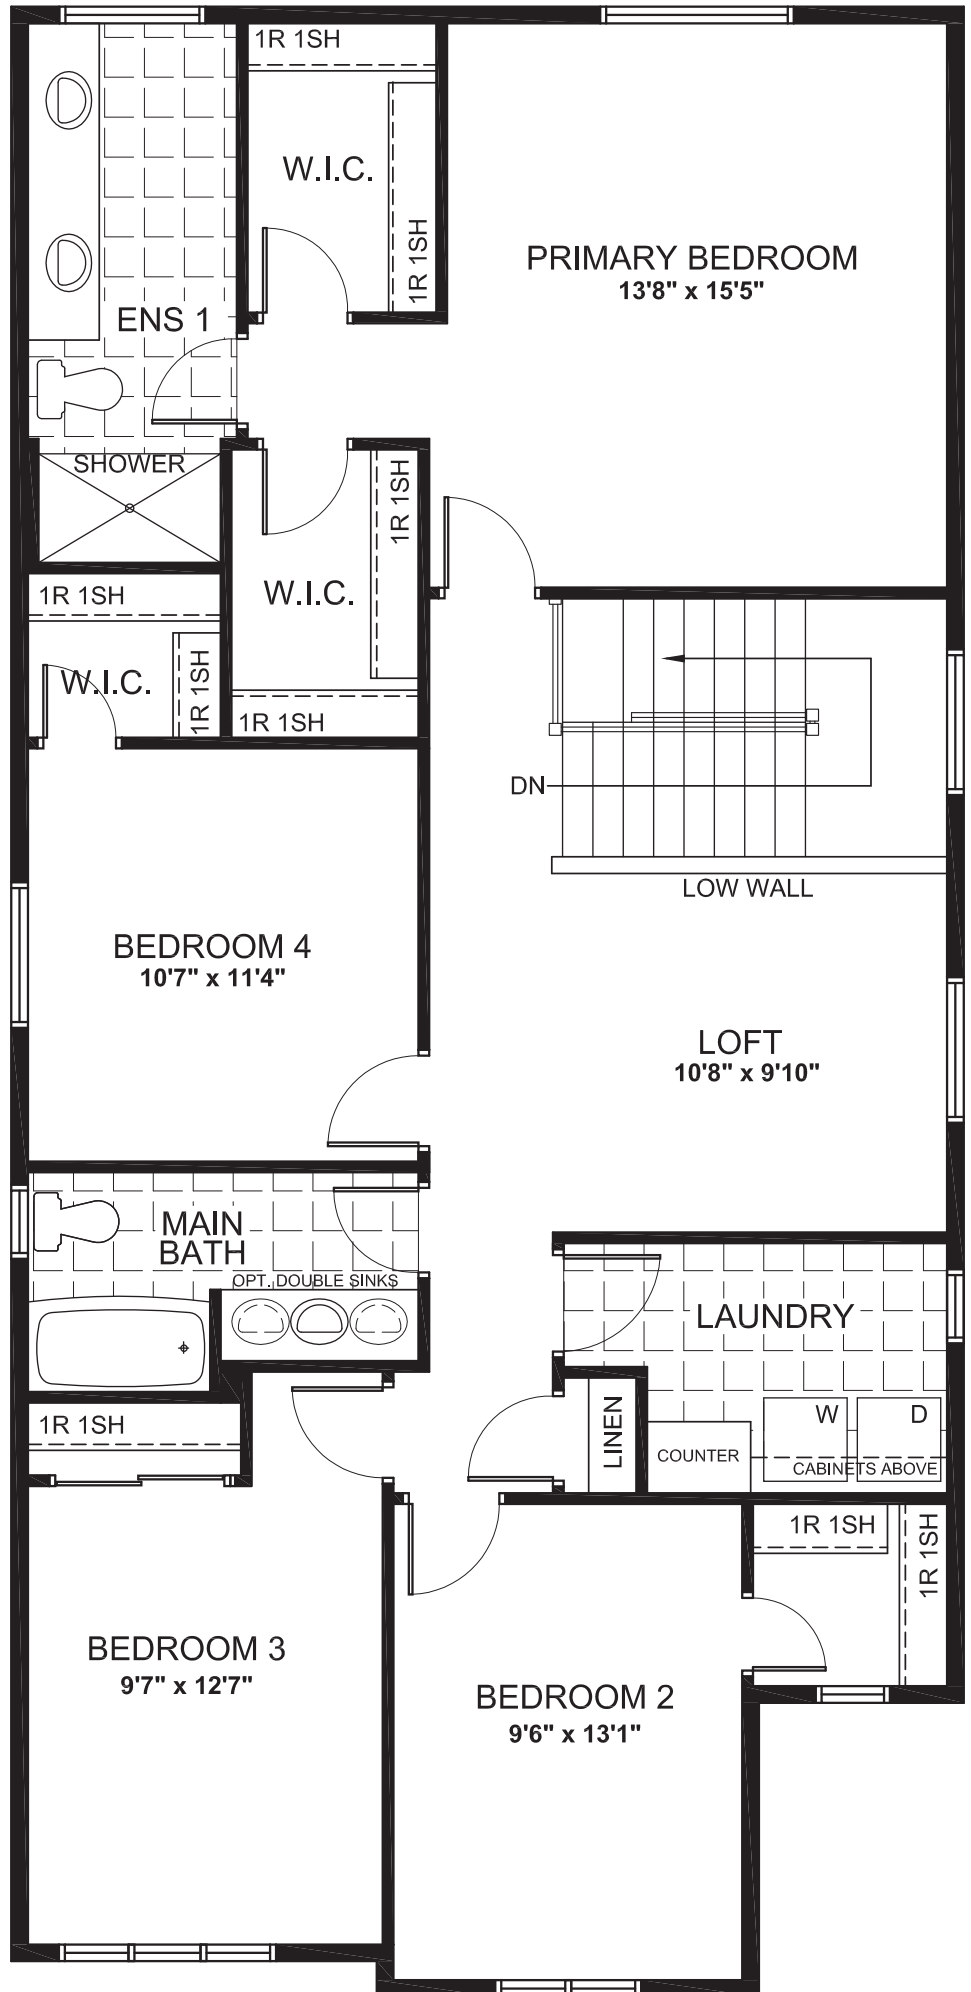 1R 1SH
W.I.C.
1R 1SH
PRIMARY BEDROOM
13'8" x 15'5"
ENS 1
SHOWER
1R 1SH
W.I.C.
1R 1SH
1R 1SH
W.I.C.
1R 1SH
DN
LOW WALL
BEDROOM 4
10'7" x 11'4"
LOFT
10'8" x 9'10"
MAIN
BATH
OPT. DOUBLE SINKS
LAUNDRY
1R 1SH
LINEN
W
D
COUNTER
CABINETS ABOVE
1R 1SH
1R 1SH
BEDROOM 3
9'7" x 12'7"
BEDROOM 2
9'6" x 13'1"